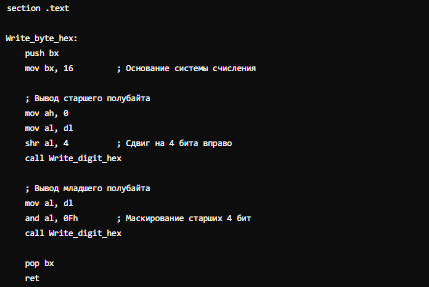 section .text
Write_byte_hex:
push bx
mov bx, 16 ; Основание системы счисления
; Вывод старшего полубайта
mov ah, 0
mov al, dl
shr al, 4 ; Сдвиг на 4 бита вправо
call Write_digit_hex
; Вывод младшего полубайта
mov al, dl
and al, 0Fh ; Маскирование старших 4 бит
call Write_digit_hex
pop bx
ret